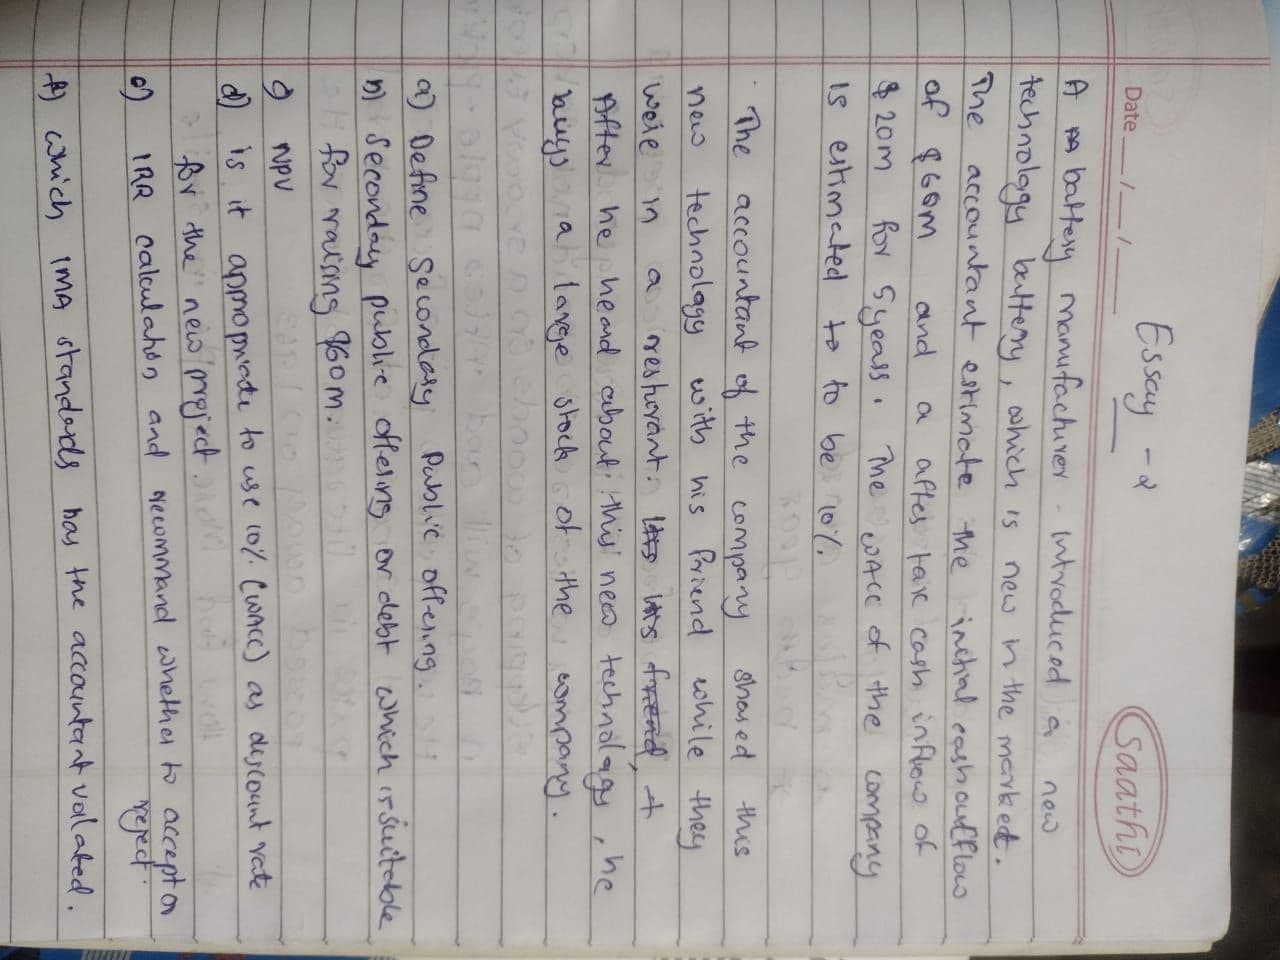 Essay - 2
Date __/__/____
Saathi
A battery manufacturer introduced a new
technology battery, which is new in the market.
The accountant estimate the initial cash outflow
of $60M and a after tax cash inflow of
$20M for 5 years. The WACC of the company
is estimated to to be 10%.
The accountant of the company shared this
new technology with his friend while they
were in a resturant. His his friend,
After he heard about this new technology, he
buys a large stock of the company.
a) Define Secondary Public offering.
b) Seconday public offering or debt which is suitable
for raising $60M.
c) NPV
d) is it appropriate to use 10% (WACC) as discount rate
for the new project.
e) IRR calculation and recommand whether to accept or
reject.
f) which IMA standards has the accountant volated.